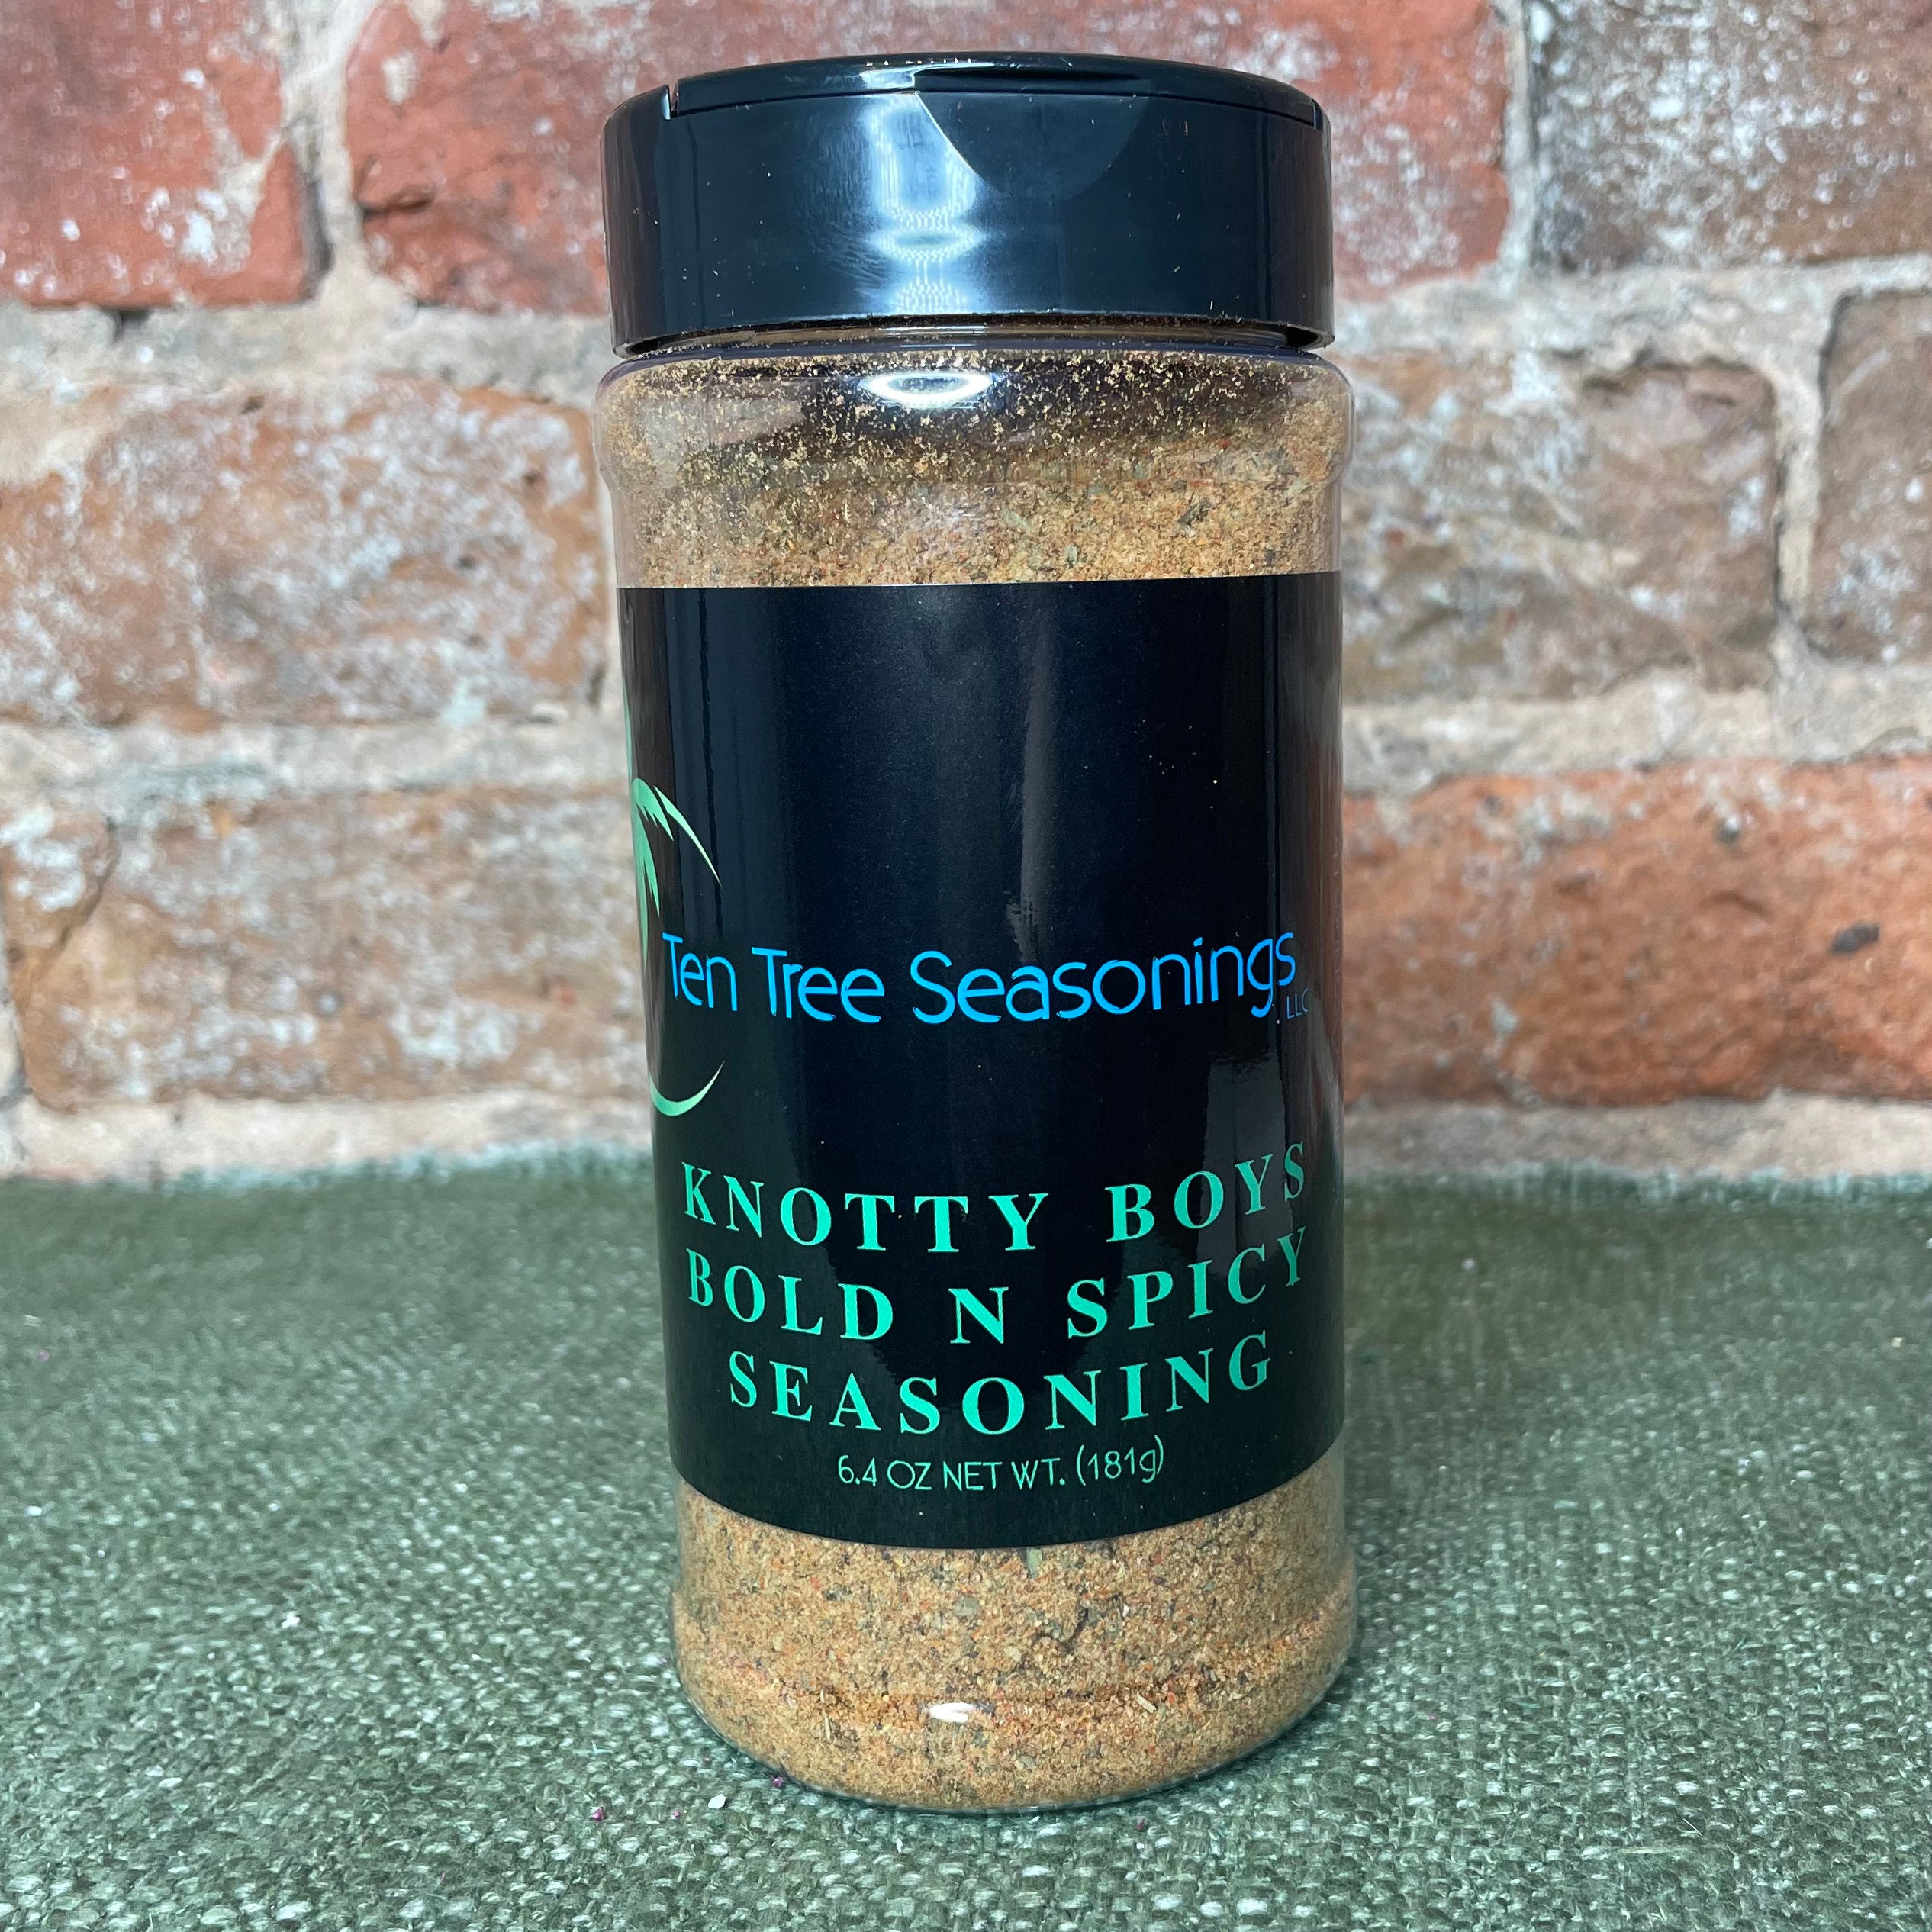 Ten Tree Seasonings
LLC
KNOTTY BOYS
BOLD N SPICY
SEASONING
6.4 OZ NET WT. (181g)